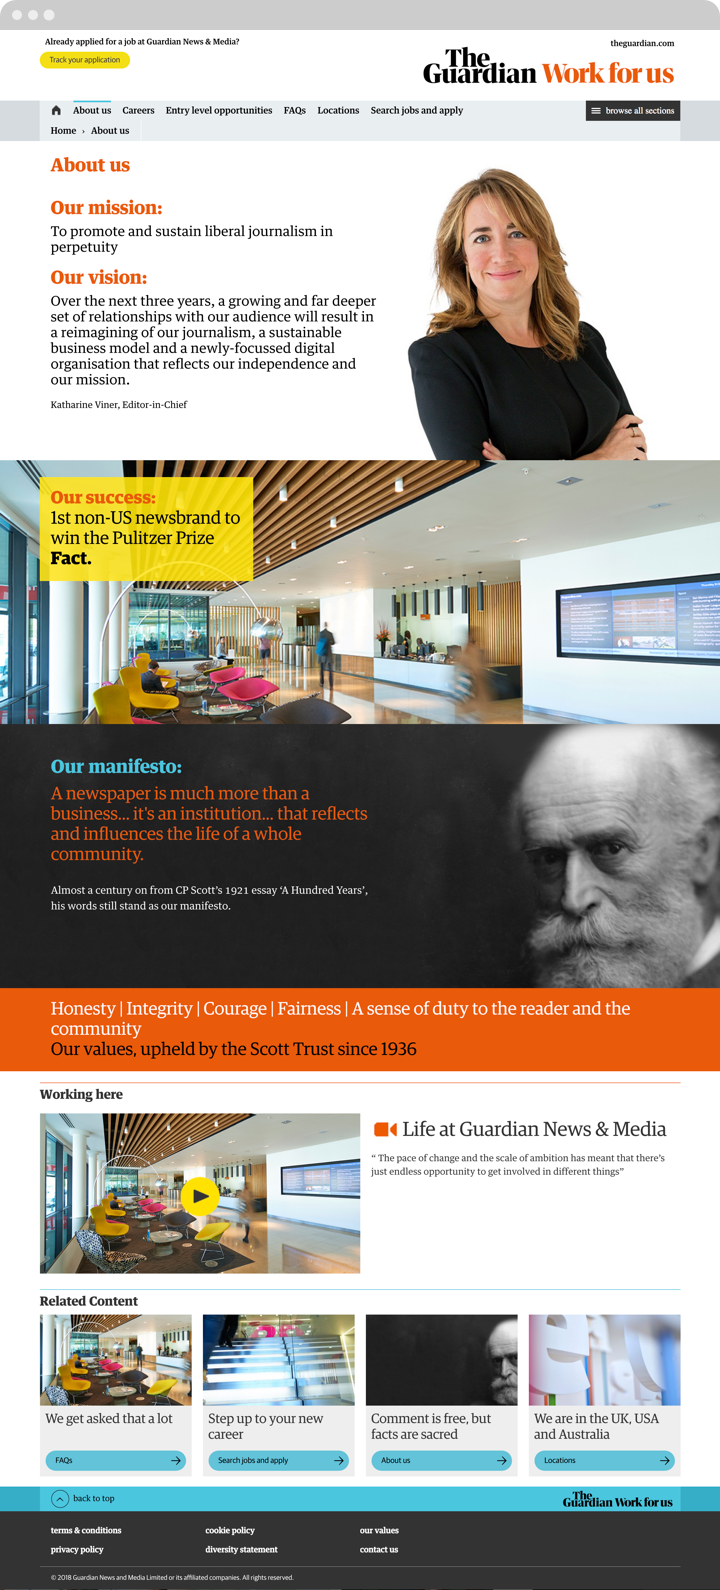 Already applied for a job at Guardian News & Media?
Track your application
theguardian.com
The
Guardian Work for us
About us
Careers
Entry level opportunities
FAQs
Locations
Search jobs and apply
browse all sections
Home › About us
About us
Our mission:
To promote and sustain liberal journalism in
perpetuity
Our vision:
Over the next three years, a growing and far deeper
set of relationships with our audience will result in
a reimagining of our journalism, a sustainable
business model and a newly-focussed digital
organisation that reflects our independence and
our mission.
Katharine Viner, Editor-in-Chief
Our success:
1st non-US newsbrand to
win the Pulitzer Prize
Fact.
Our manifesto:
A newspaper is much more than a
business... it's an institution... that reflects
and influences the life of a whole
community.
Almost a century on from CP Scott's 1921 essay ‘A Hundred Years’,
his words still stand as our manifesto.
Honesty | Integrity | Courage | Fairness | A sense of duty to the reader and the
community
Our values, upheld by the Scott Trust since 1936
Working here
Life at Guardian News & Media
“ The pace of change and the scale of ambition has meant that there's
just endless opportunity to get involved in different things”
Related Content
We get asked that a lot
FAQs
Step up to your new
career
Search jobs and apply
Comment is free, but
facts are sacred
About us
We are in the UK, USA
and Australia
Locations
back to top
The
Guardian Work for us
terms & conditions
cookie policy
our values
privacy policy
diversity statement
contact us
© 2018 Guardian News and Media Limited or its affiliated companies. All rights reserved.